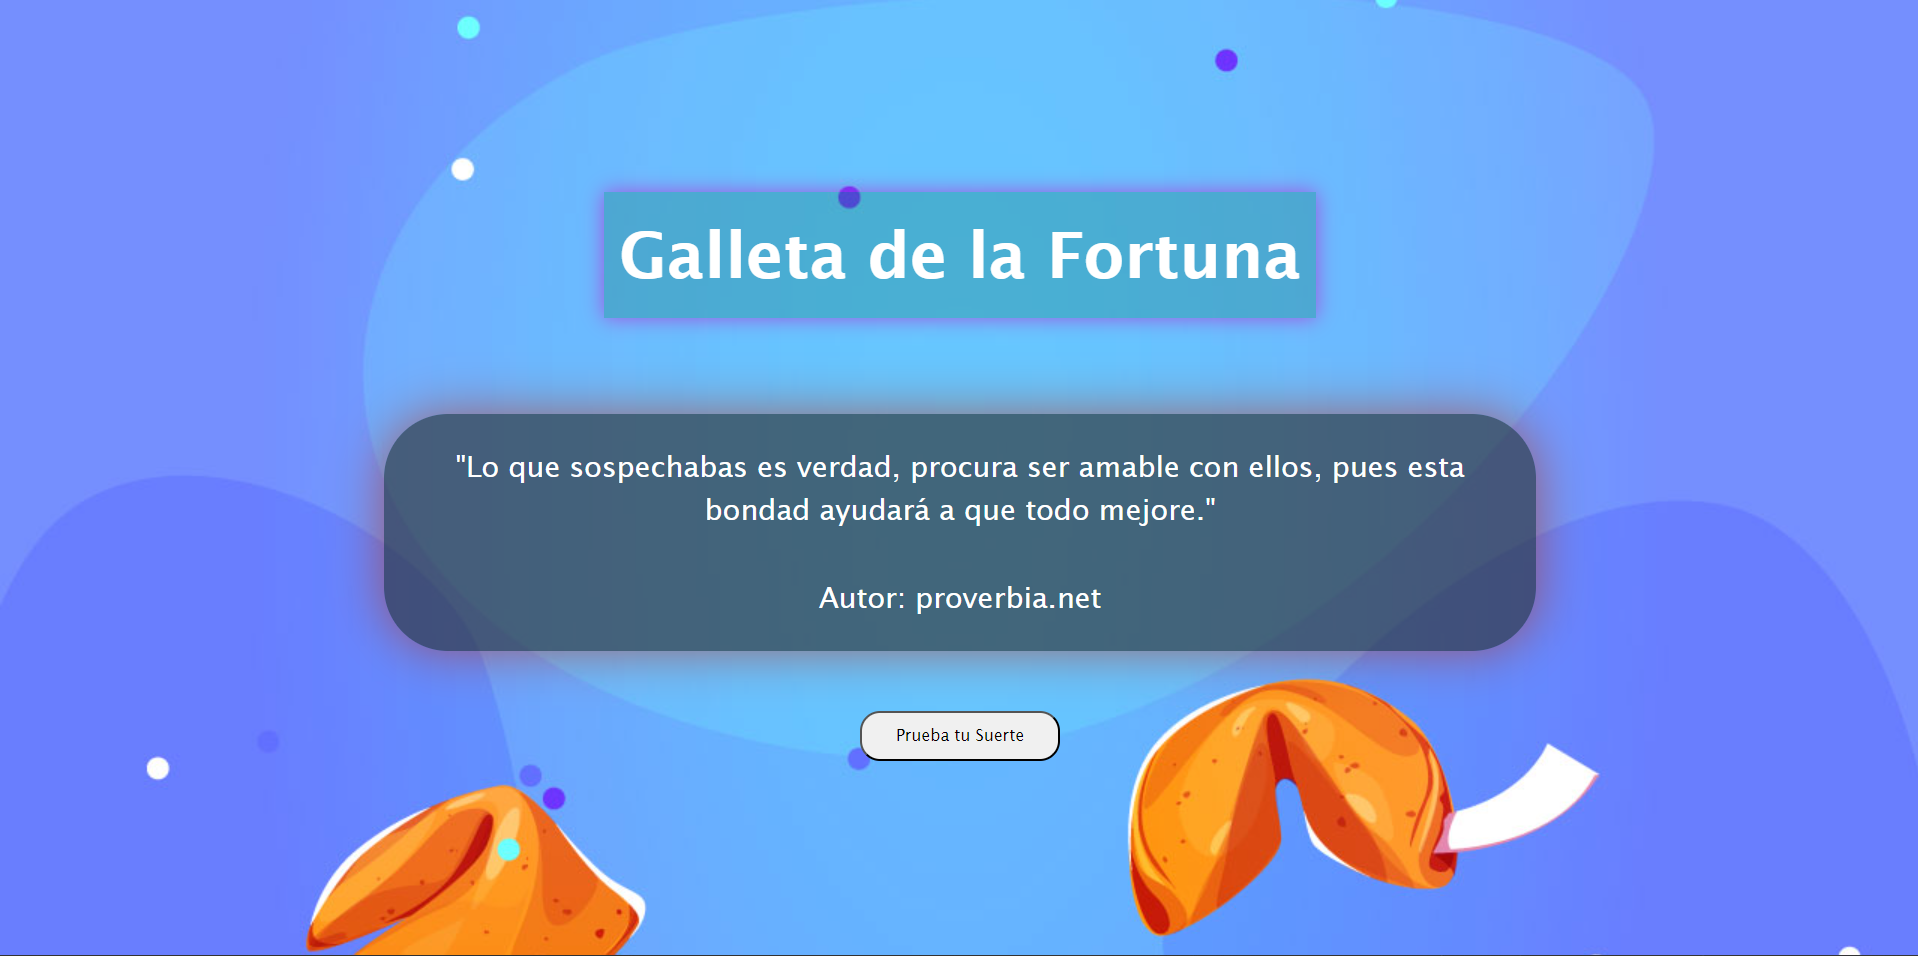 Galleta de la Fortuna
"Lo que sospechabas es verdad, procura ser amable con ellos, pues esta
bondad ayudará a que todo mejore."
Autor: proverbia.net
Prueba tu Suerte